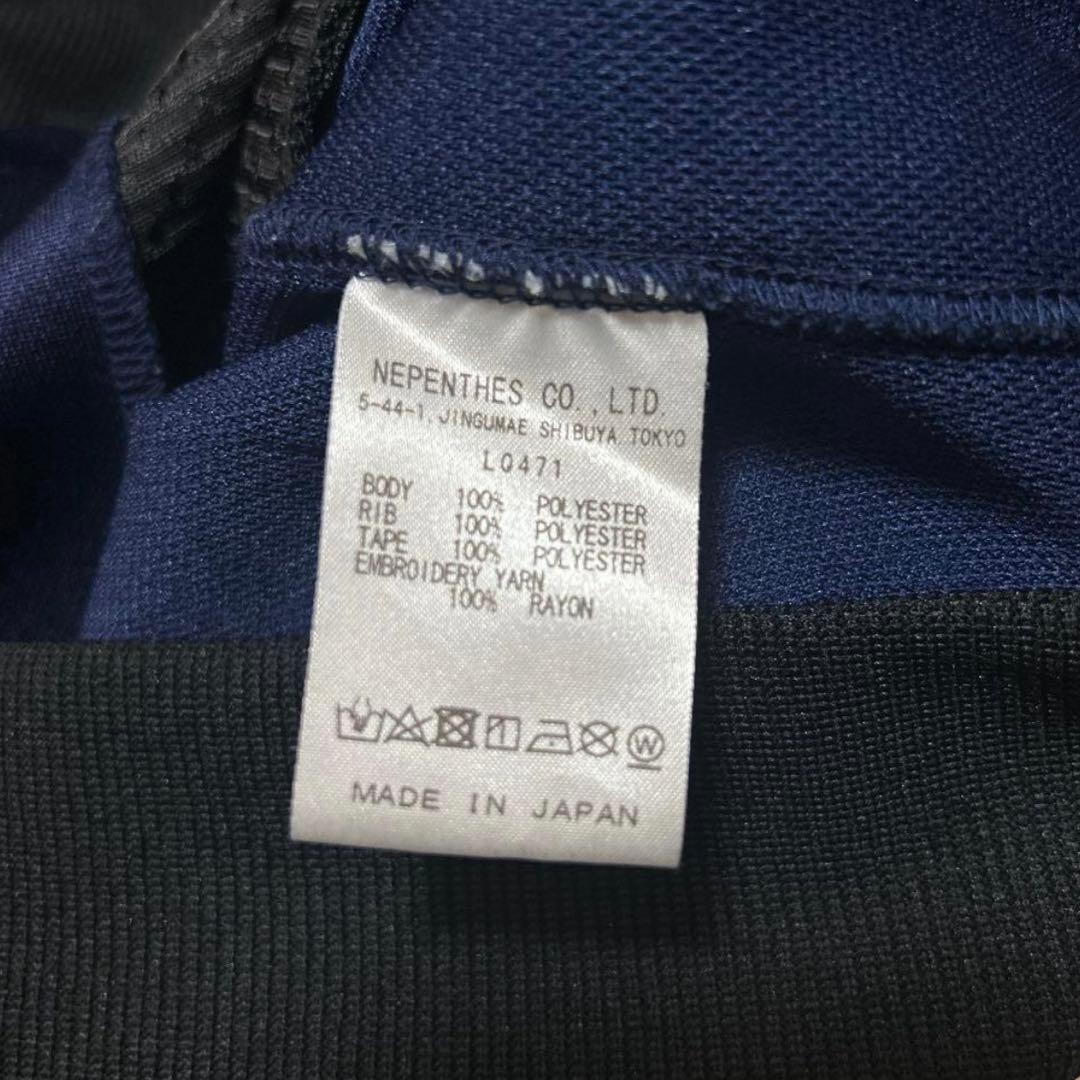 NEPENTHES CO.,LTD.
5-44-1,JINGUMAE SHIBUYA TOKYO
LQ471
BODY 100% POLYESTER
RIB 100% POLYESTER
TAPE 100% POLYESTER
EMBROIDERY YARN
100% RAYON
W
MADE IN JAPAN